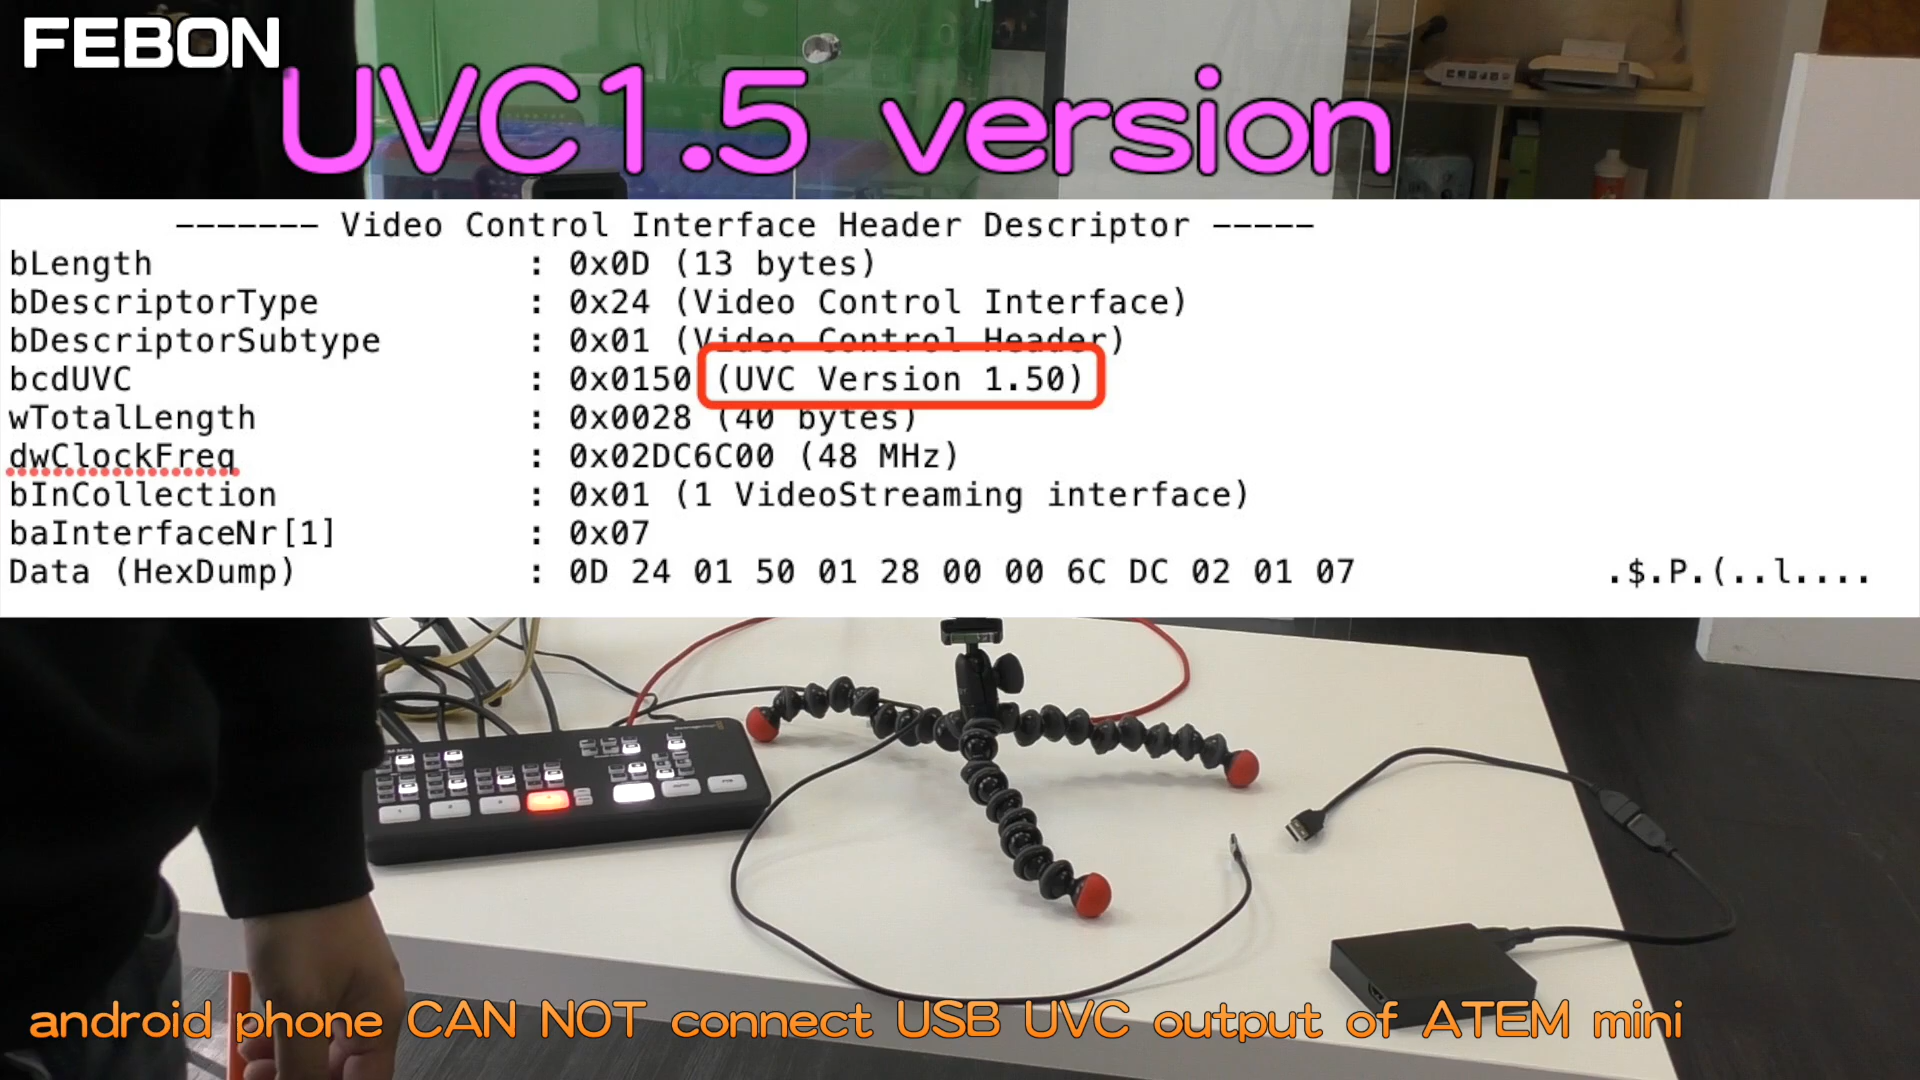 FEBON
UVC1.5 version
------- Video Control Interface Header Descriptor -----
bLength : 0x0D (13 bytes)
bDescriptorType : 0x24 (Video Control Interface)
bDescriptorSubtype : 0x01 (Video Control Header)
bcdUVC : 0x0150 (UVC Version 1.50)
wTotalLength : 0x0028 (40 bytes)
dwClockFreq : 0x02DC6C00 (48 MHz)
bInCollection : 0x01 (1 VideoStreaming interface)
baInterfaceNr[1] : 0x07
Data (HexDump) : 0D 24 01 50 01 28 00 00 6C DC 02 01 07 .$.P.(..l....
android phone CAN NOT connect USB UVC output of ATEM mini